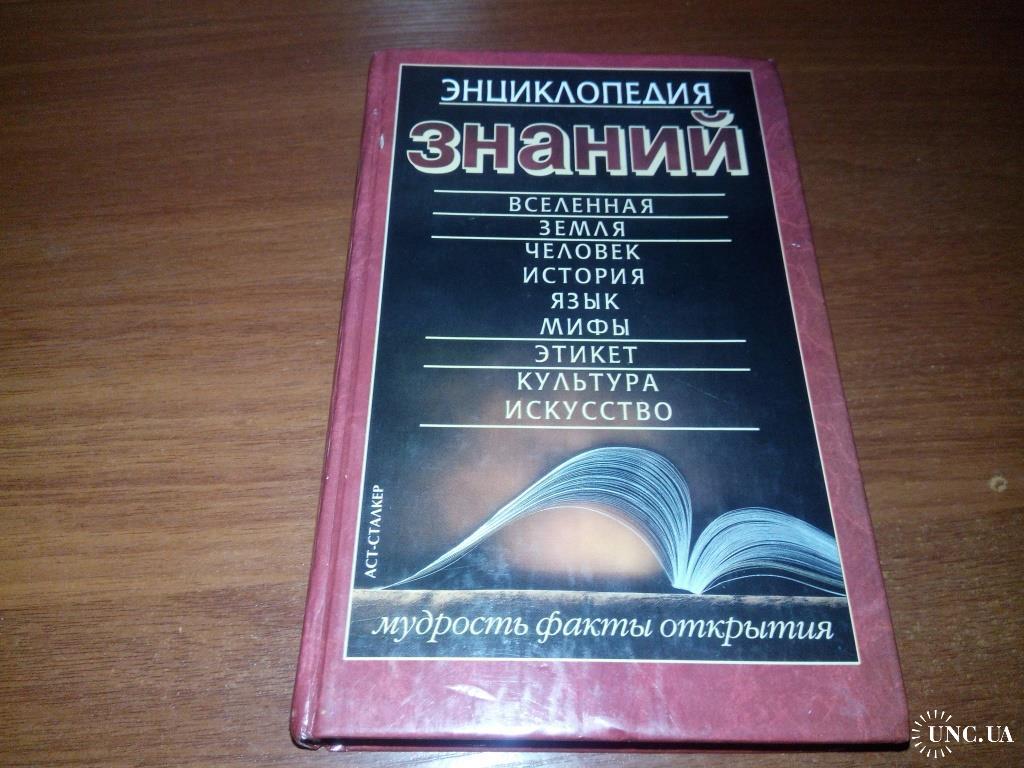 ЭНЦИКЛОПЕДИЯ
ЗНАНИЙ
ВСЕЛЕННАЯ
ЗЕМЛЯ
ЧЕЛОВЕК
ИСТОРИЯ
ЯЗЫК
МИФЫ
ЭТИКЕТ
КУЛЬТУРА
ИСКУССТВО
АСТ-СТАЛКЕР
мудрость факты открытия
UNC.UA